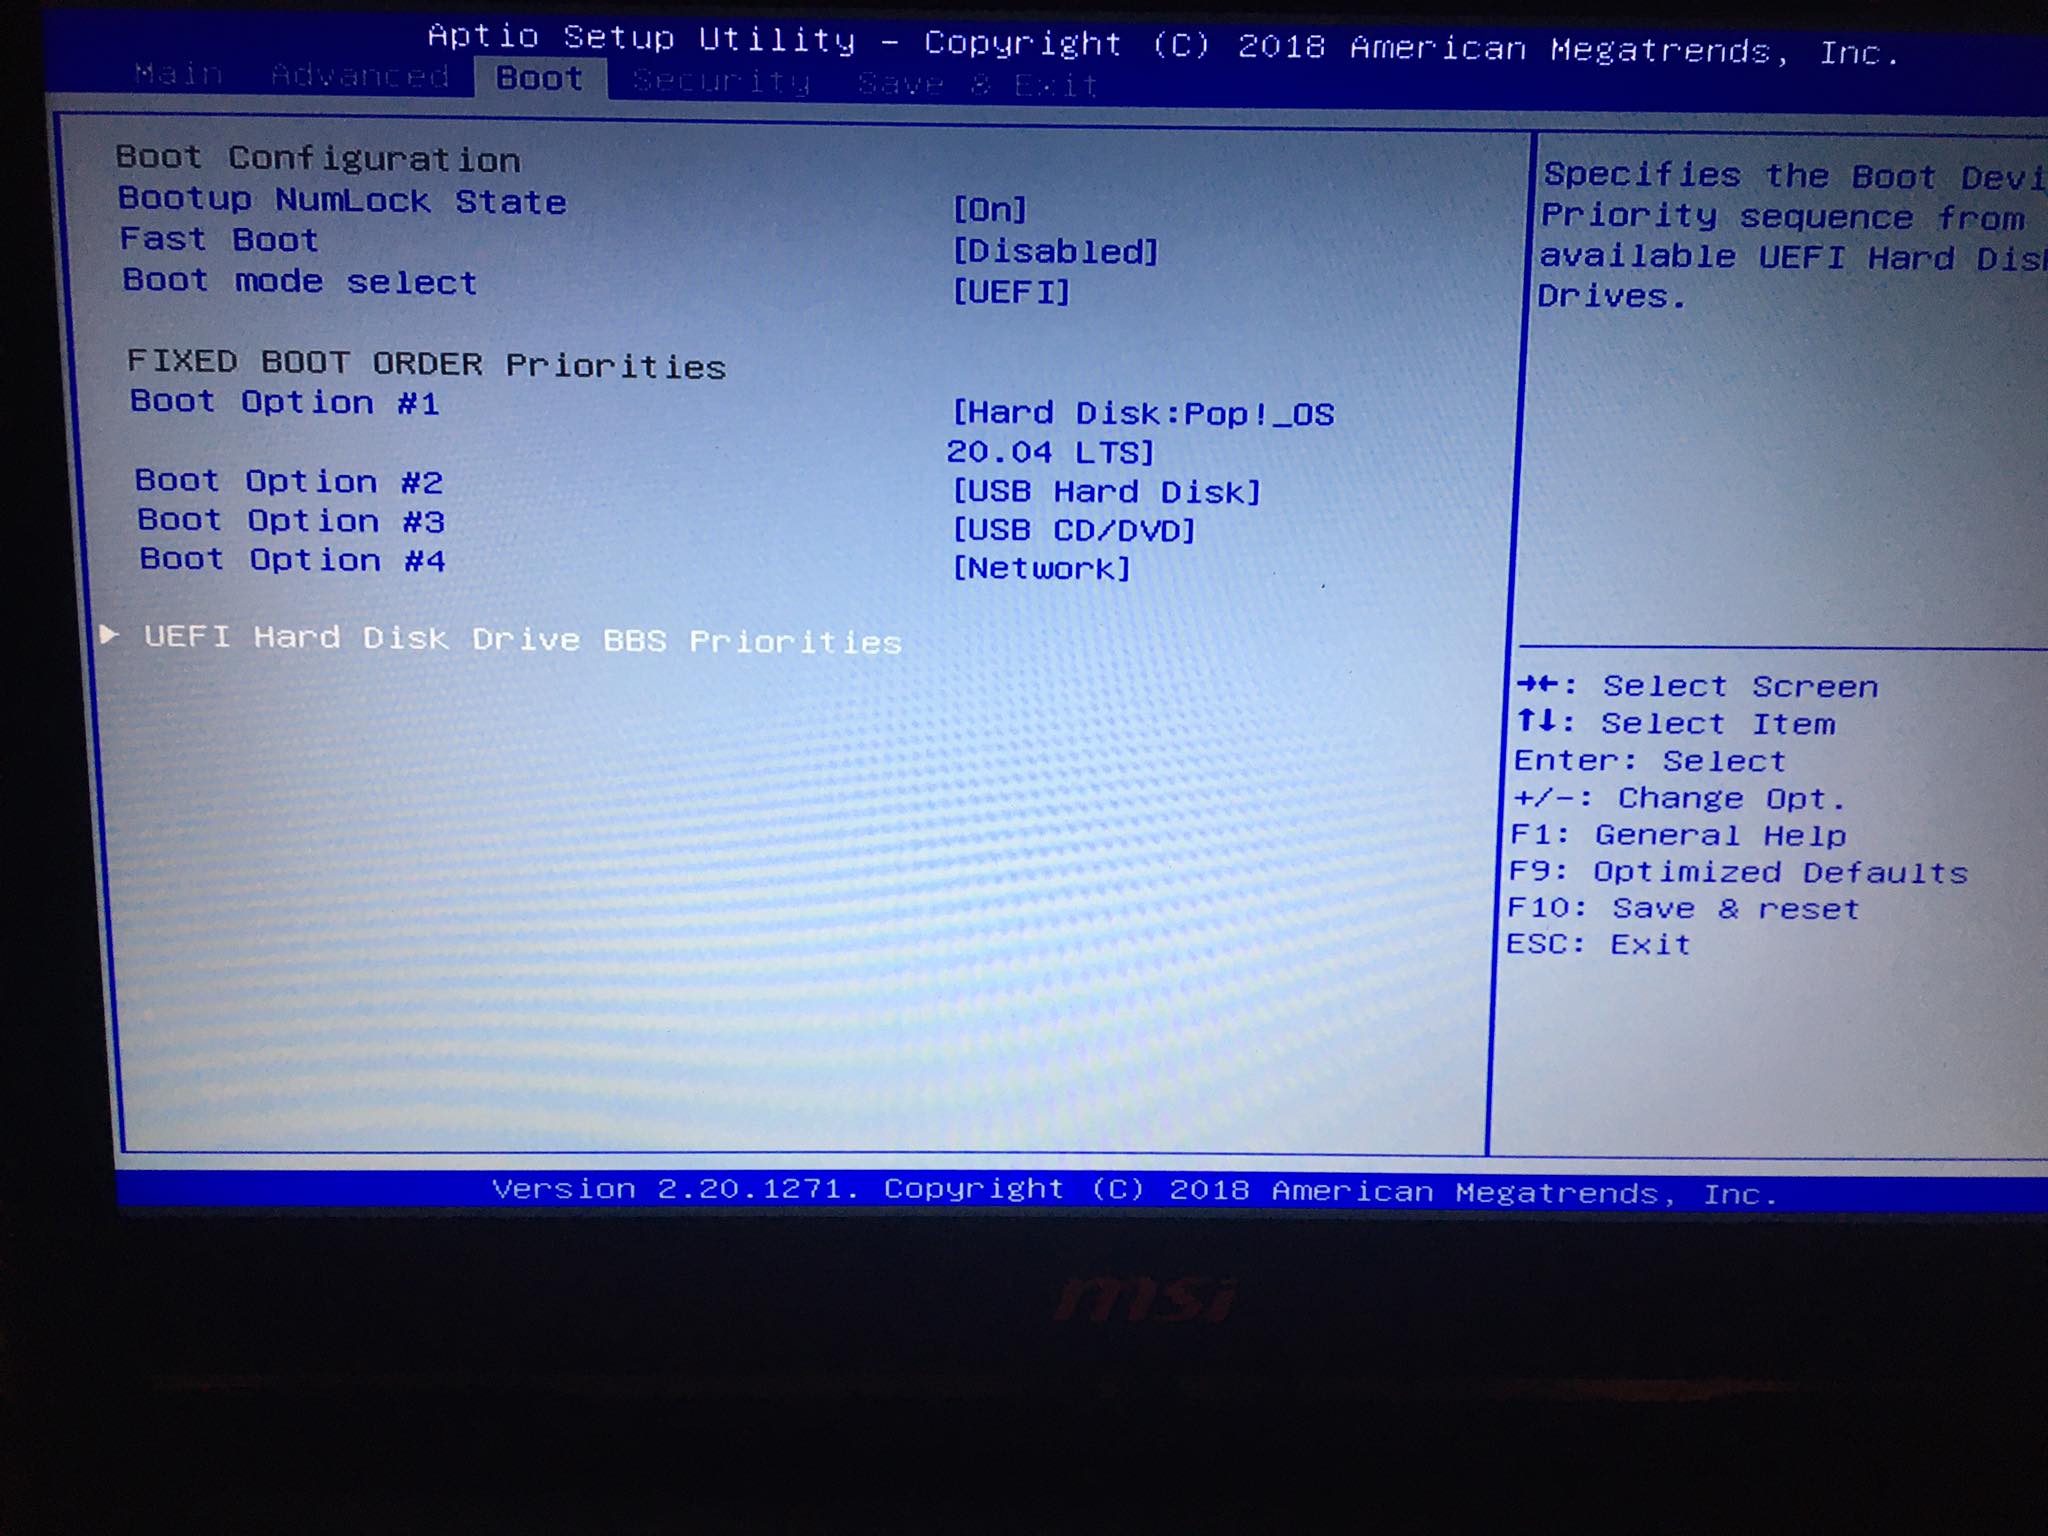 Aptio Setup Utility – Copyright (C) 2018 American Megatrends, Inc.
Main Advanced Boot Security Save & Exit
Boot Configuration
Bootup NumLock State [On]
Fast Boot [Disabled]
Boot mode select [UEFI]
FIXED BOOT ORDER Priorities
Boot Option #1 [Hard Disk:Pop!_OS
20.04 LTS]
Boot Option #2 [USB Hard Disk]
Boot Option #3 [USB CD/DVD]
Boot Option #4 [Network]
► UEFI Hard Disk Drive BBS Priorities
Specifies the Boot Devi
Priority sequence from
available UEFI Hard Dis
Drives.
→←: Select Screen
↑↓: Select Item
Enter: Select
+/-: Change Opt.
F1: General Help
F9: Optimized Defaults
F10: Save & reset
ESC: Exit
Version 2.20.1271. Copyright (C) 2018 American Megatrends, Inc.
msi